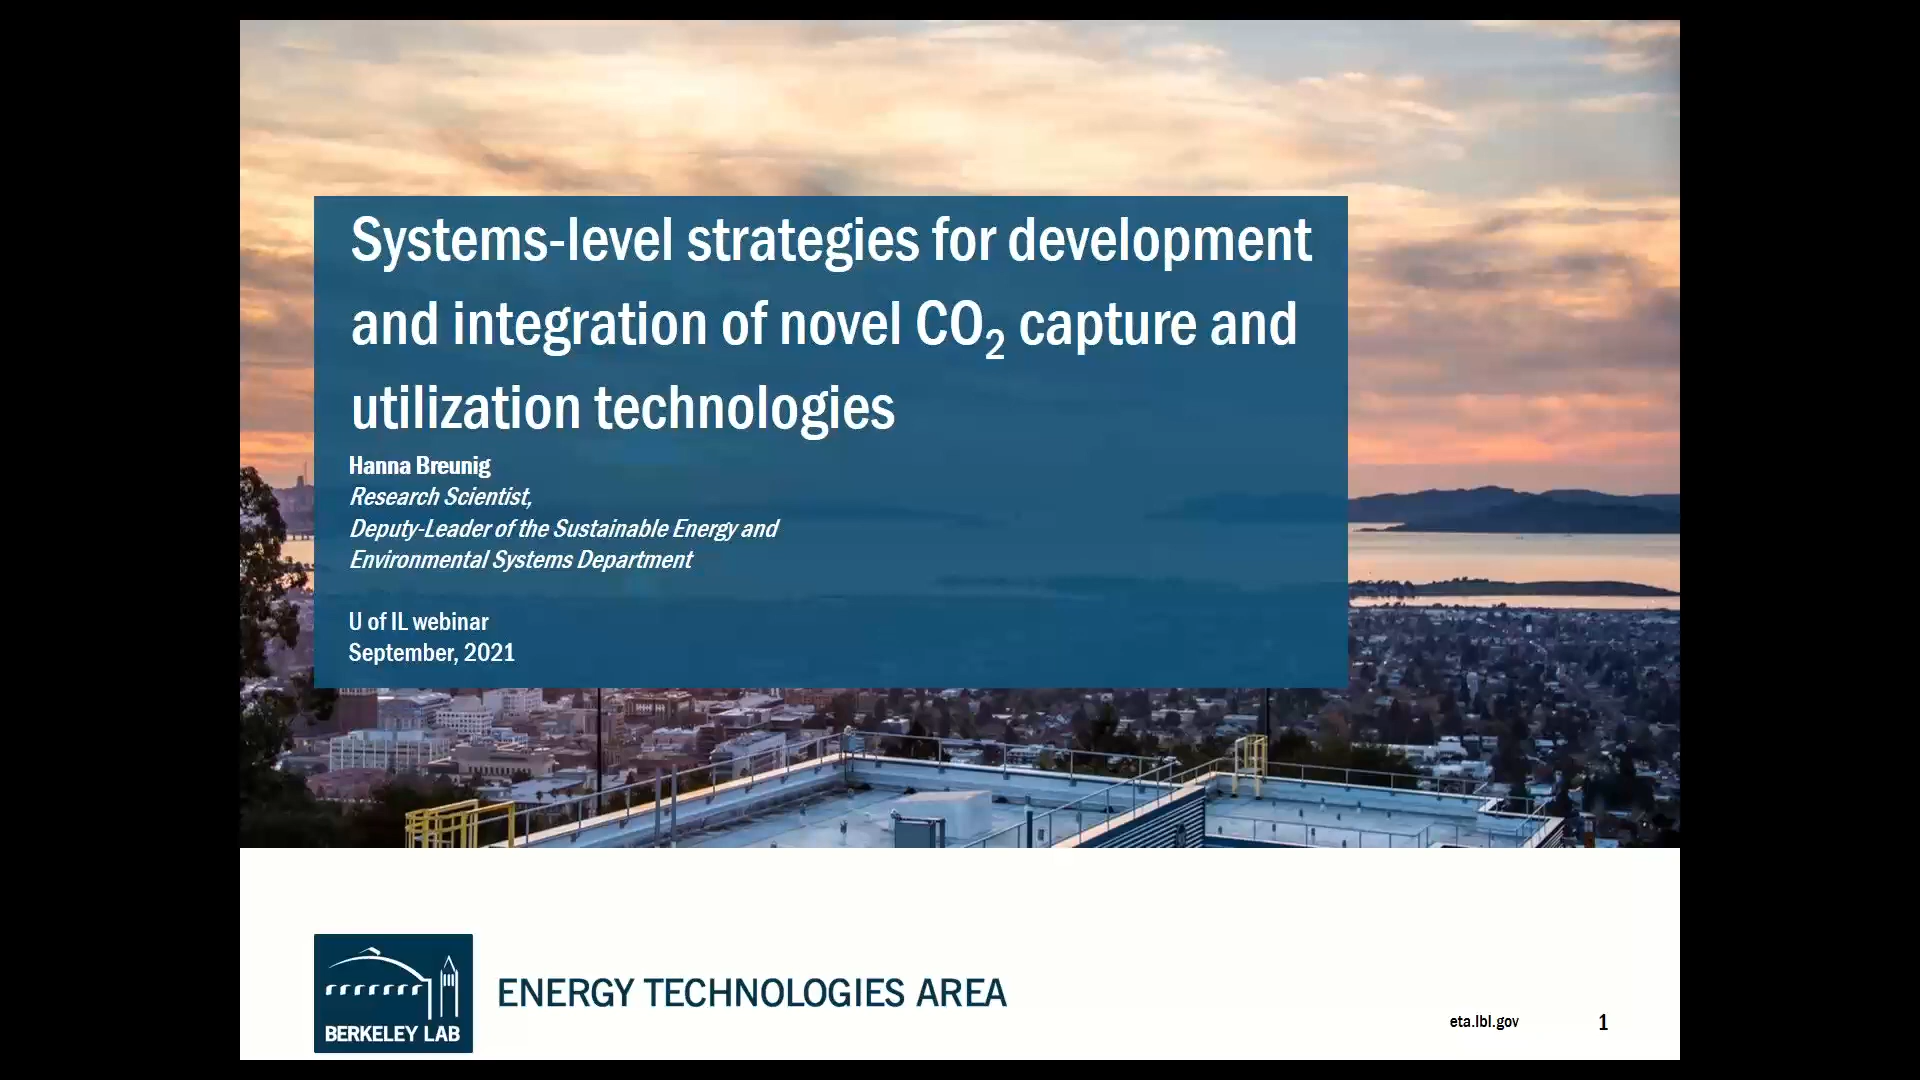 Systems-level strategies for development
and integration of novel CO₂ capture and
utilization technologies
Hanna Breunig
Research Scientist,
Deputy-Leader of the Sustainable Energy and
Environmental Systems Department
U of IL webinar
September, 2021
BERKELEY LAB
ENERGY TECHNOLOGIES AREA
eta.lbl.gov
1